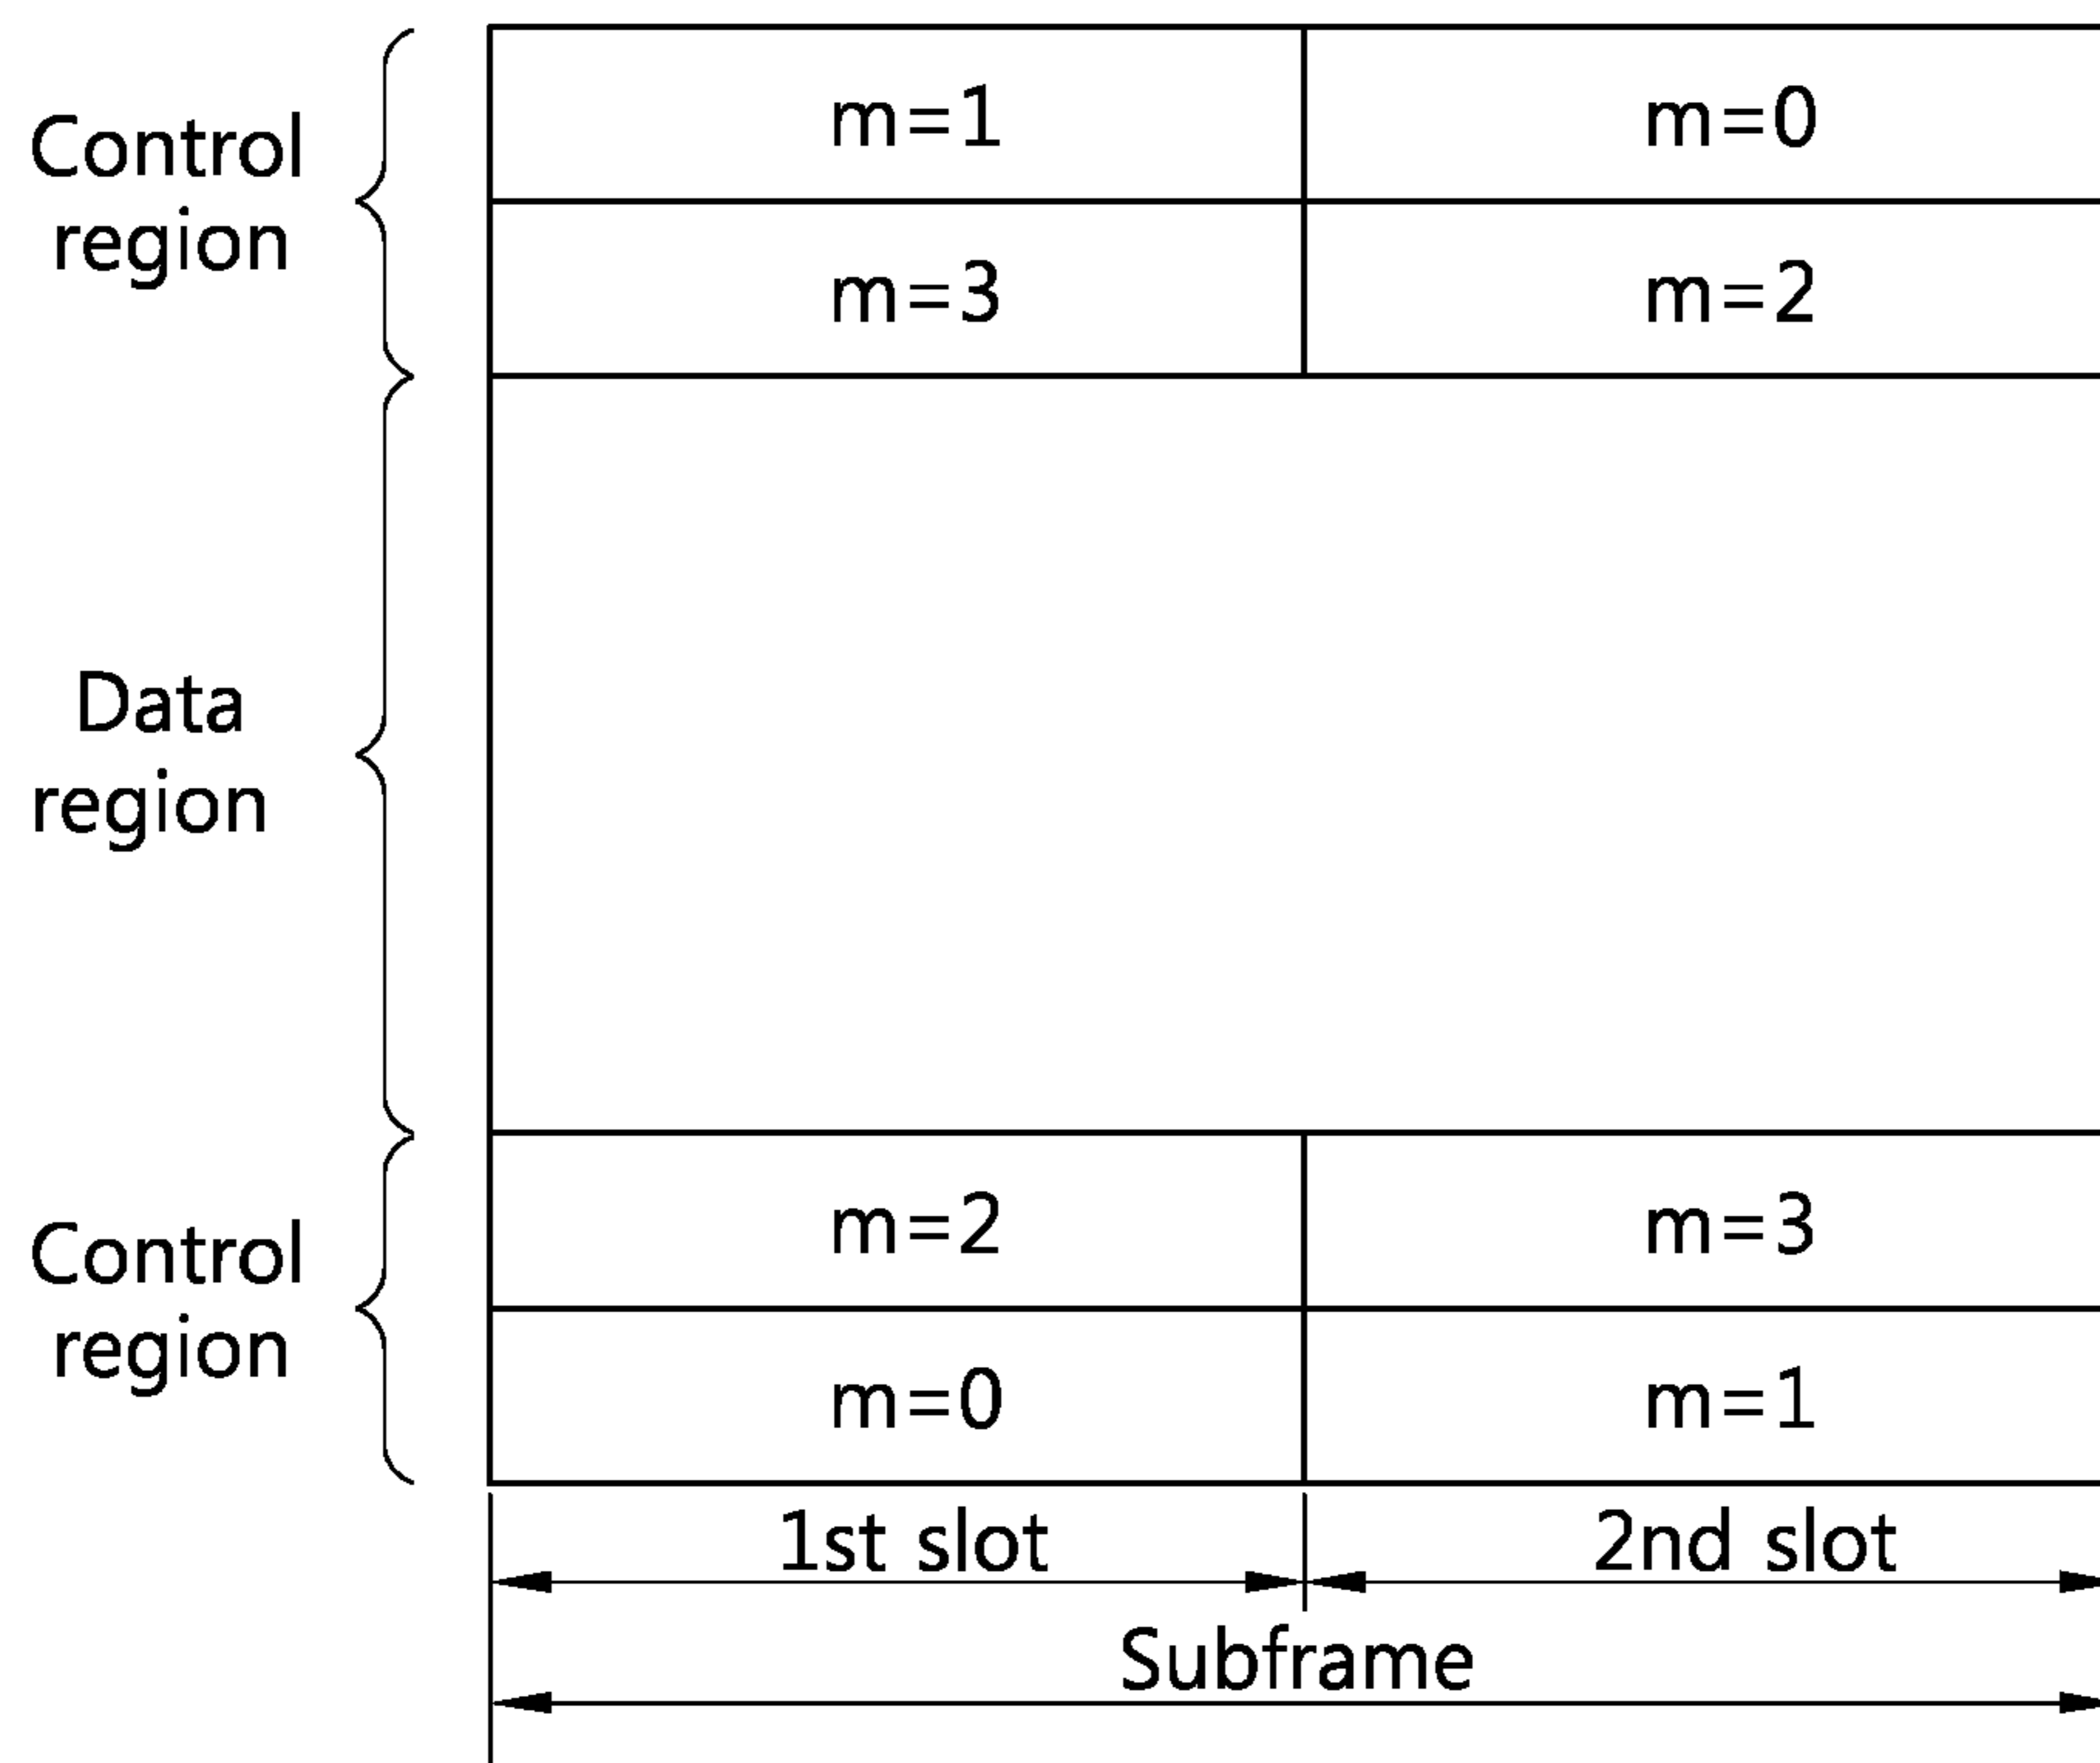 Control
region
m=1
m=0
m=3
m=2
Data
region
Control
region
m=2
m=3
m=0
m=1
1st slot
2nd slot
Subframe